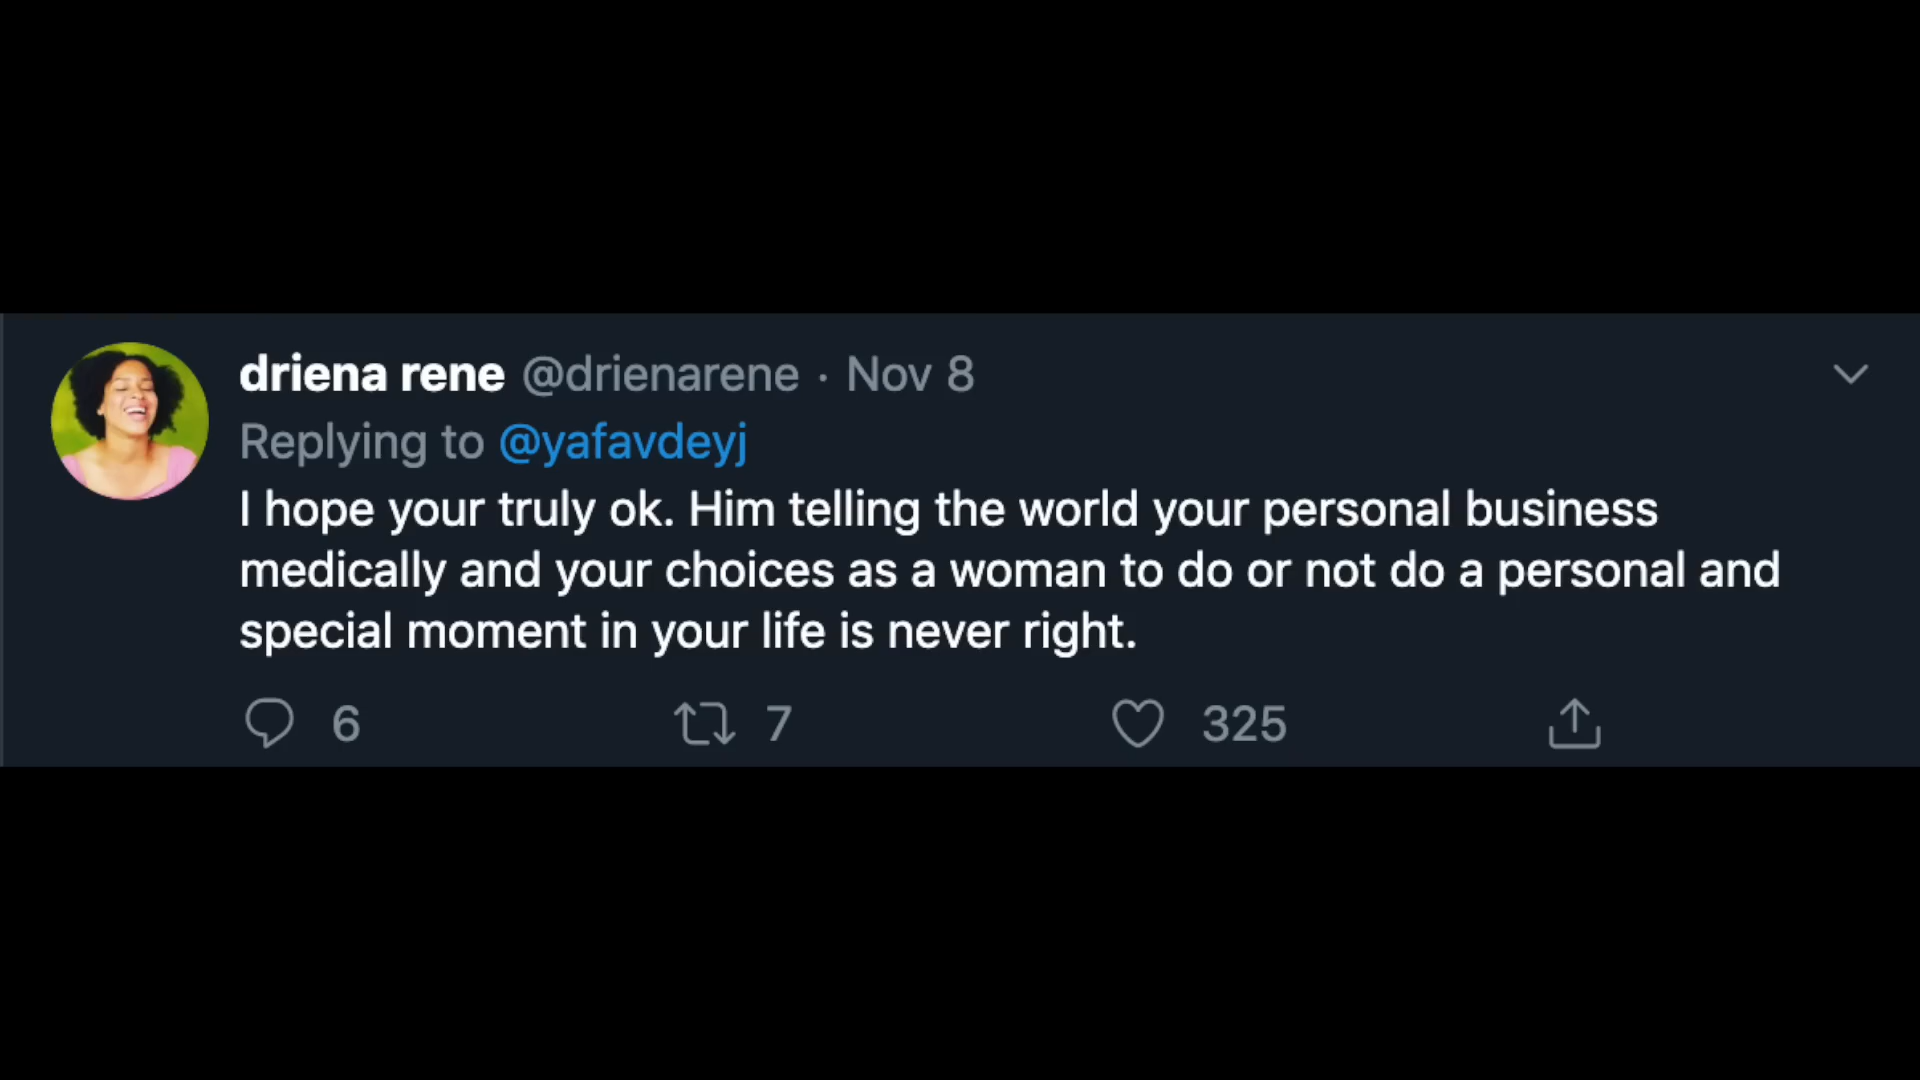 driena rene @drienarene · Nov 8
Replying to @yafavdeyj
I hope your truly ok. Him telling the world your personal business
medically and your choices as a woman to do or not do a personal and
special moment in your life is never right.
6 7 325